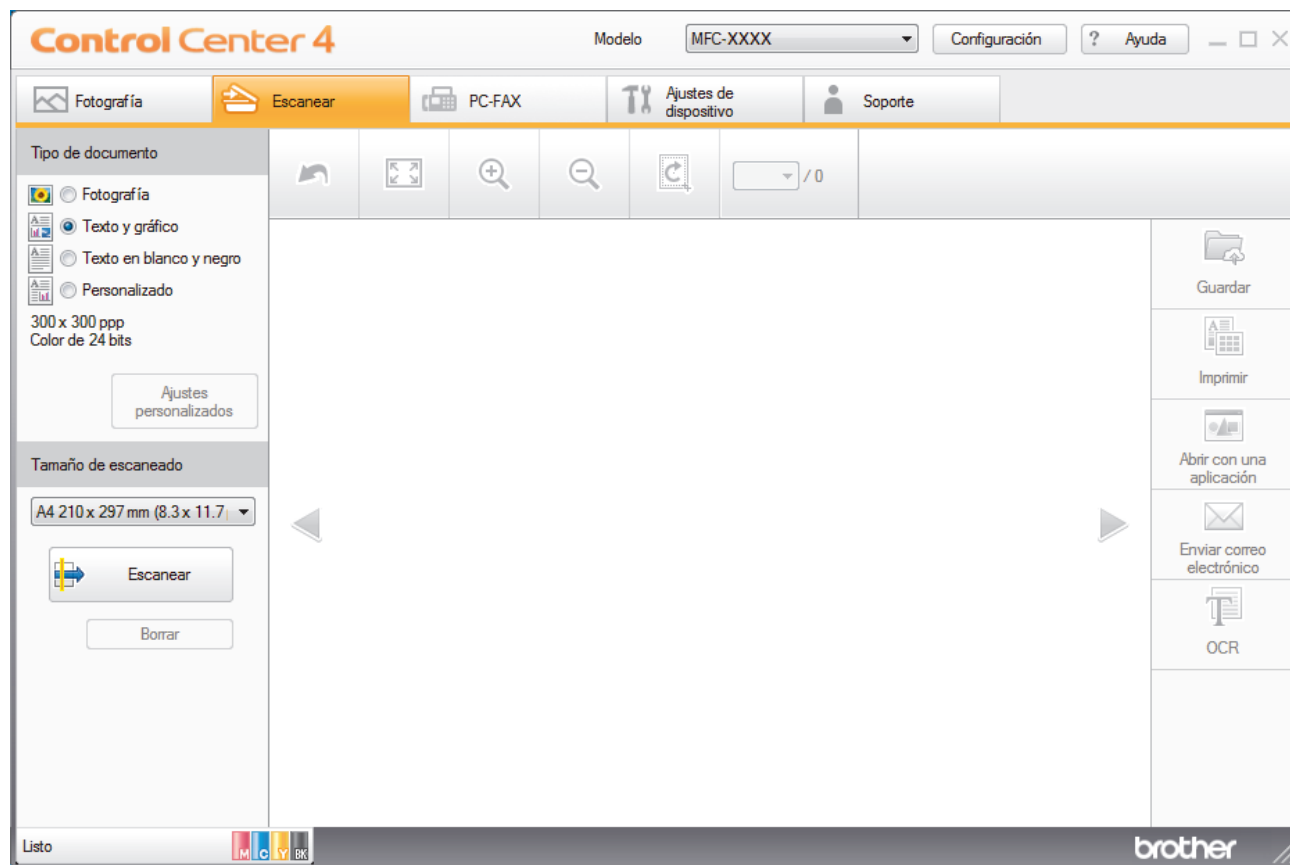 Control Center 4
Modelo
MFC-XXXX
Configuración
? Ayuda
Fotografía
Escanear
PC-FAX
Ajustes de
dispositivo
Soporte
Tipo de documento
/ 0
Fotografía
Texto y gráfico
Texto en blanco y negro
Personalizado
300 x 300 ppp
Color de 24 bits
Ajustes
personalizados
Tamaño de escaneado
A4 210 x 297 mm (8.3 x 11.7
Escanear
Borrar
Guardar
Imprimir
Abrir con una
aplicación
Enviar correo
electrónico
OCR
Listo
M C Y BK
brother